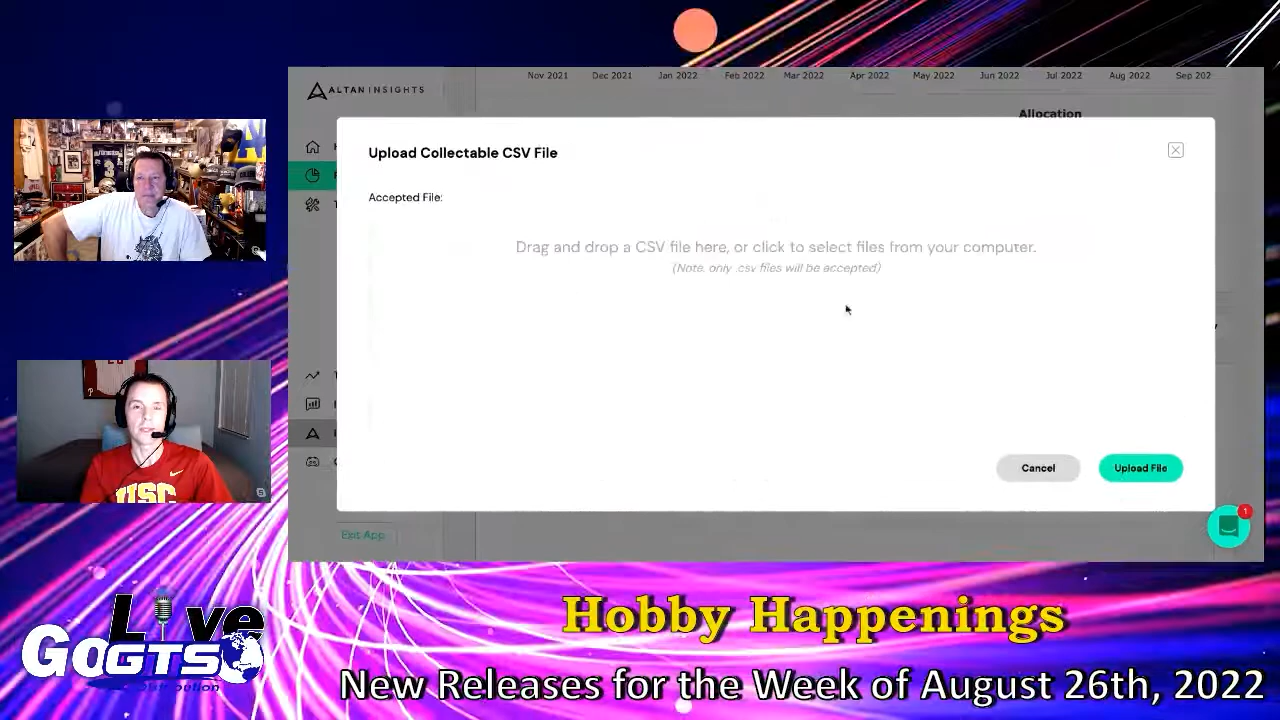 Nov 2021 Dec 2021 Jan 2022 Feb 2022 Mar 2022 Apr 2022 May 2022 Jun 2022 Jul 2022 Aug 2022 Sep 202
ALTAN INSIGHTS
Allocation
Upload Collectable CSV File
Accepted File:
Drag and drop a CSV file here, or click to select files from your computer.
(Note, only .csv files will be accepted)
Cancel
Upload File
1
USC
Live
GoGTS
Distribution
Hobby Happenings
New Releases for the Week of August 26th, 2022